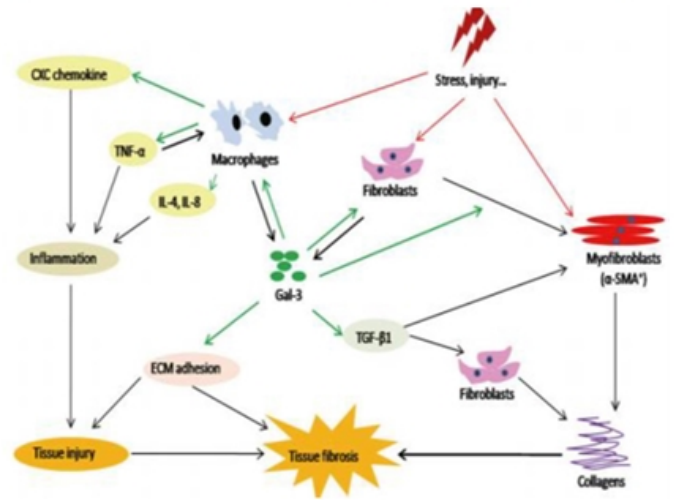 CXC chemokine
Stress, injury...
TNF-α
Macrophages
Fibroblasts
IL-4, IL-8
Inflammation
Myofibroblasts
(α-SMA⁺)
Gal-3
TGF-β1
ECM adhesion
Fibroblasts
Tissue injury
Tissue fibrosis
Collagens